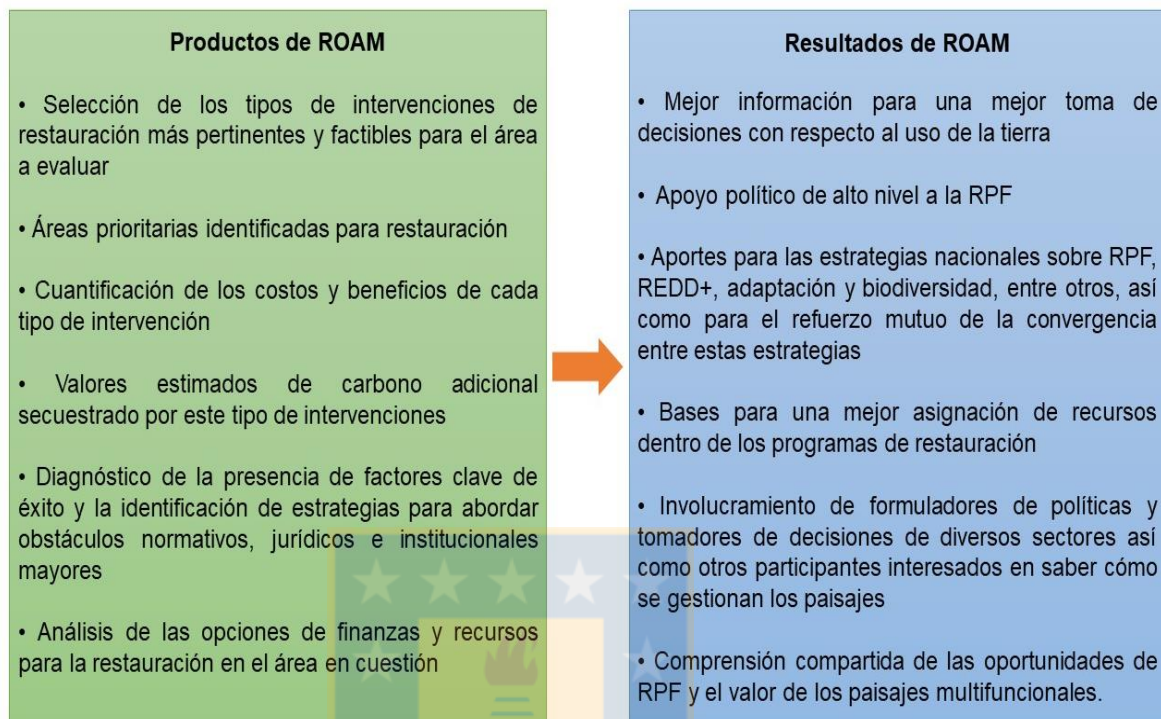 Productos de ROAM
• Selección de los tipos de intervenciones de
restauración más pertinentes y factibles para el área
a evaluar
• Áreas prioritarias identificadas para restauración
• Cuantificación de los costos y beneficios de cada
tipo de intervención
• Valores estimados de carbono adicional
secuestrado por este tipo de intervenciones
• Diagnóstico de la presencia de factores clave de
éxito y la identificación de estrategias para abordar
obstáculos normativos, jurídicos e institucionales
mayores
• Análisis de las opciones de finanzas y recursos
para la restauración en el área en cuestión
Resultados de ROAM
• Mejor información para una mejor toma de
decisiones con respecto al uso de la tierra
• Apoyo político de alto nivel a la RPF
• Aportes para las estrategias nacionales sobre RPF,
REDD+, adaptación y biodiversidad, entre otros, así
como para el refuerzo mutuo de la convergencia
entre estas estrategias
• Bases para una mejor asignación de recursos
dentro de los programas de restauración
• Involucramiento de formuladores de políticas y
tomadores de decisiones de diversos sectores así
como otros participantes interesados en saber cómo
se gestionan los paisajes
• Comprensión compartida de las oportunidades de
RPF y el valor de los paisajes multifuncionales.